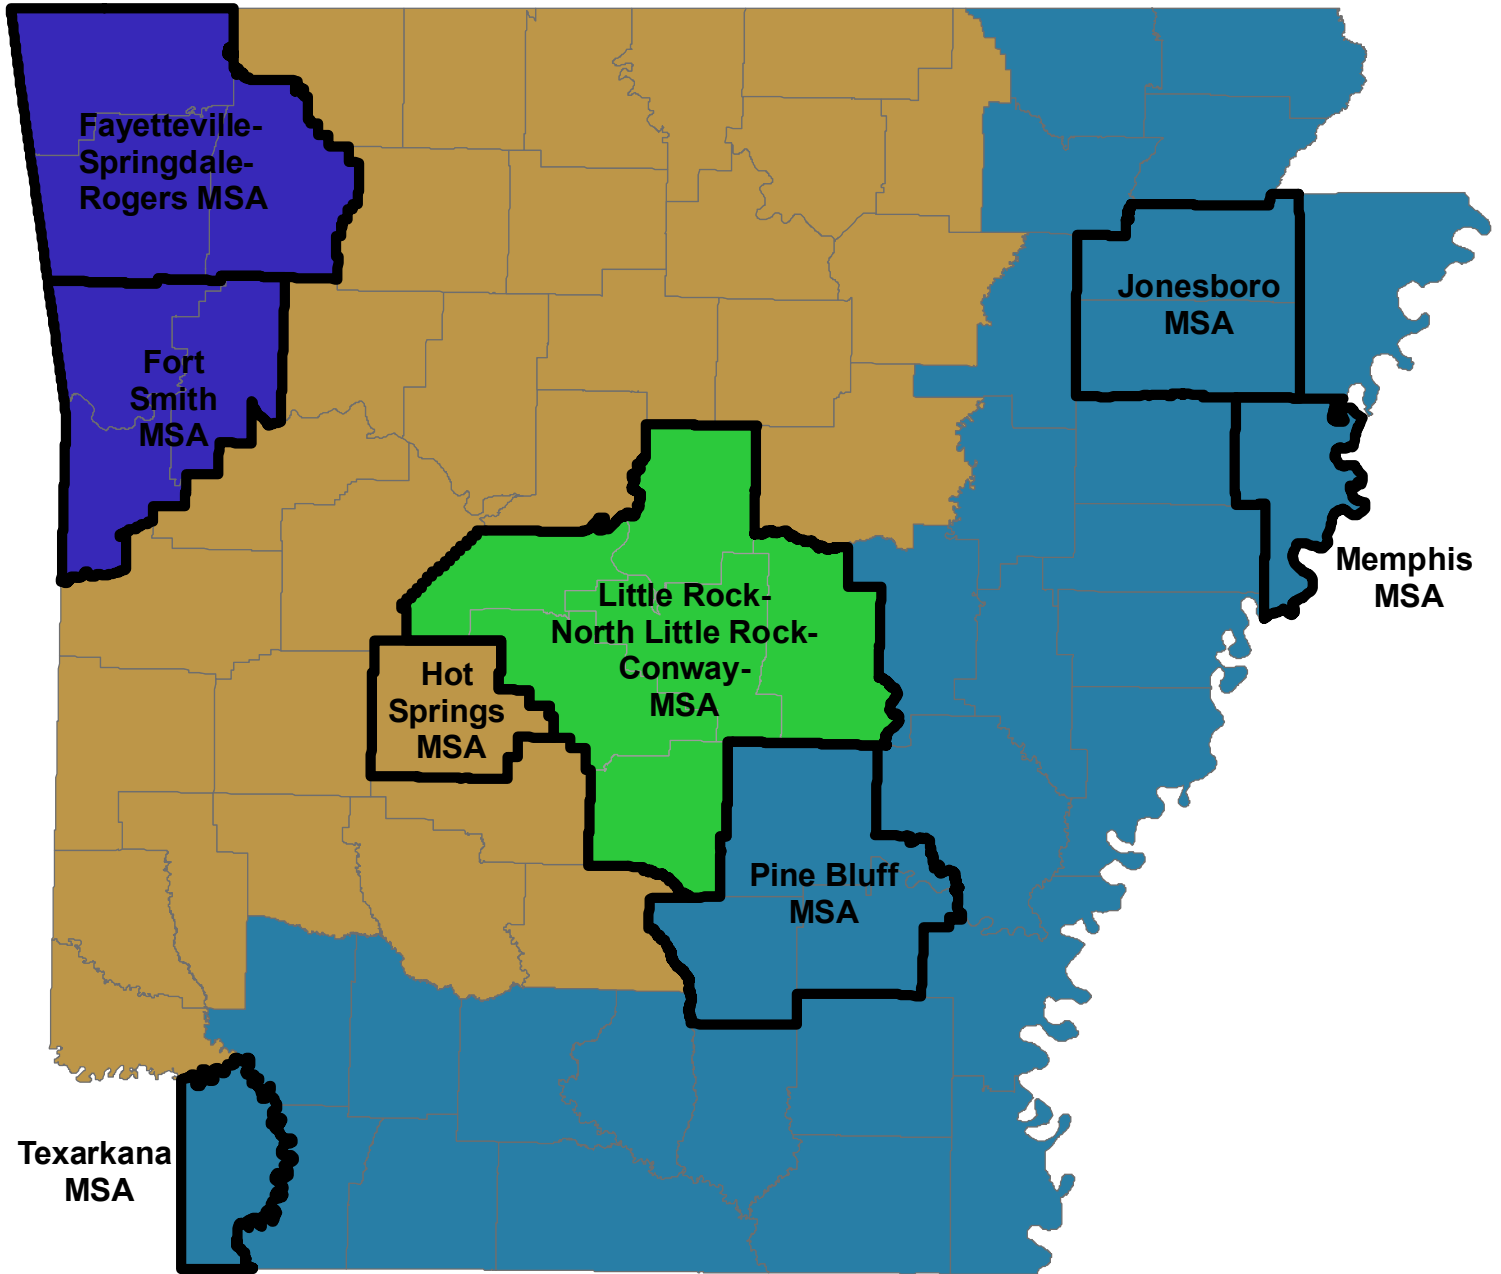 Fayetteville-
Springdale-
Rogers MSA
Jonesboro
MSA
Fort
Smith
MSA
Memphis
MSA
Little Rock-
North Little Rock-
Conway-
MSA
Hot
Springs
MSA
Pine Bluff
MSA
Texarkana
MSA